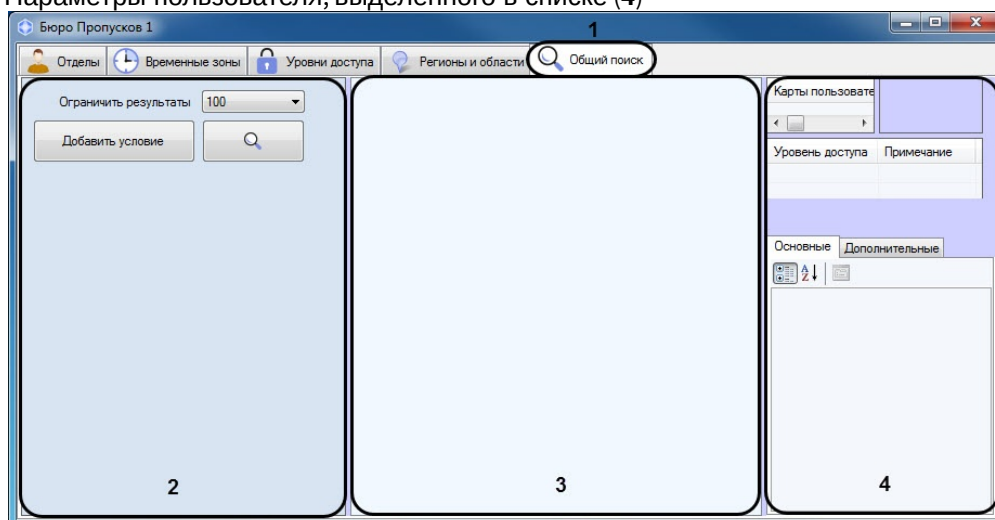 Параметры пользователя, выделенного в списке (4)
Бюро Пропусков 1
1
Отделы Временные зоны Уровни доступа Регионы и области Общий поиск
Ограничить результаты 100
Добавить условие
Карты пользовате
Уровень доступа Примечание
Основные Дополнительные
2
3
4